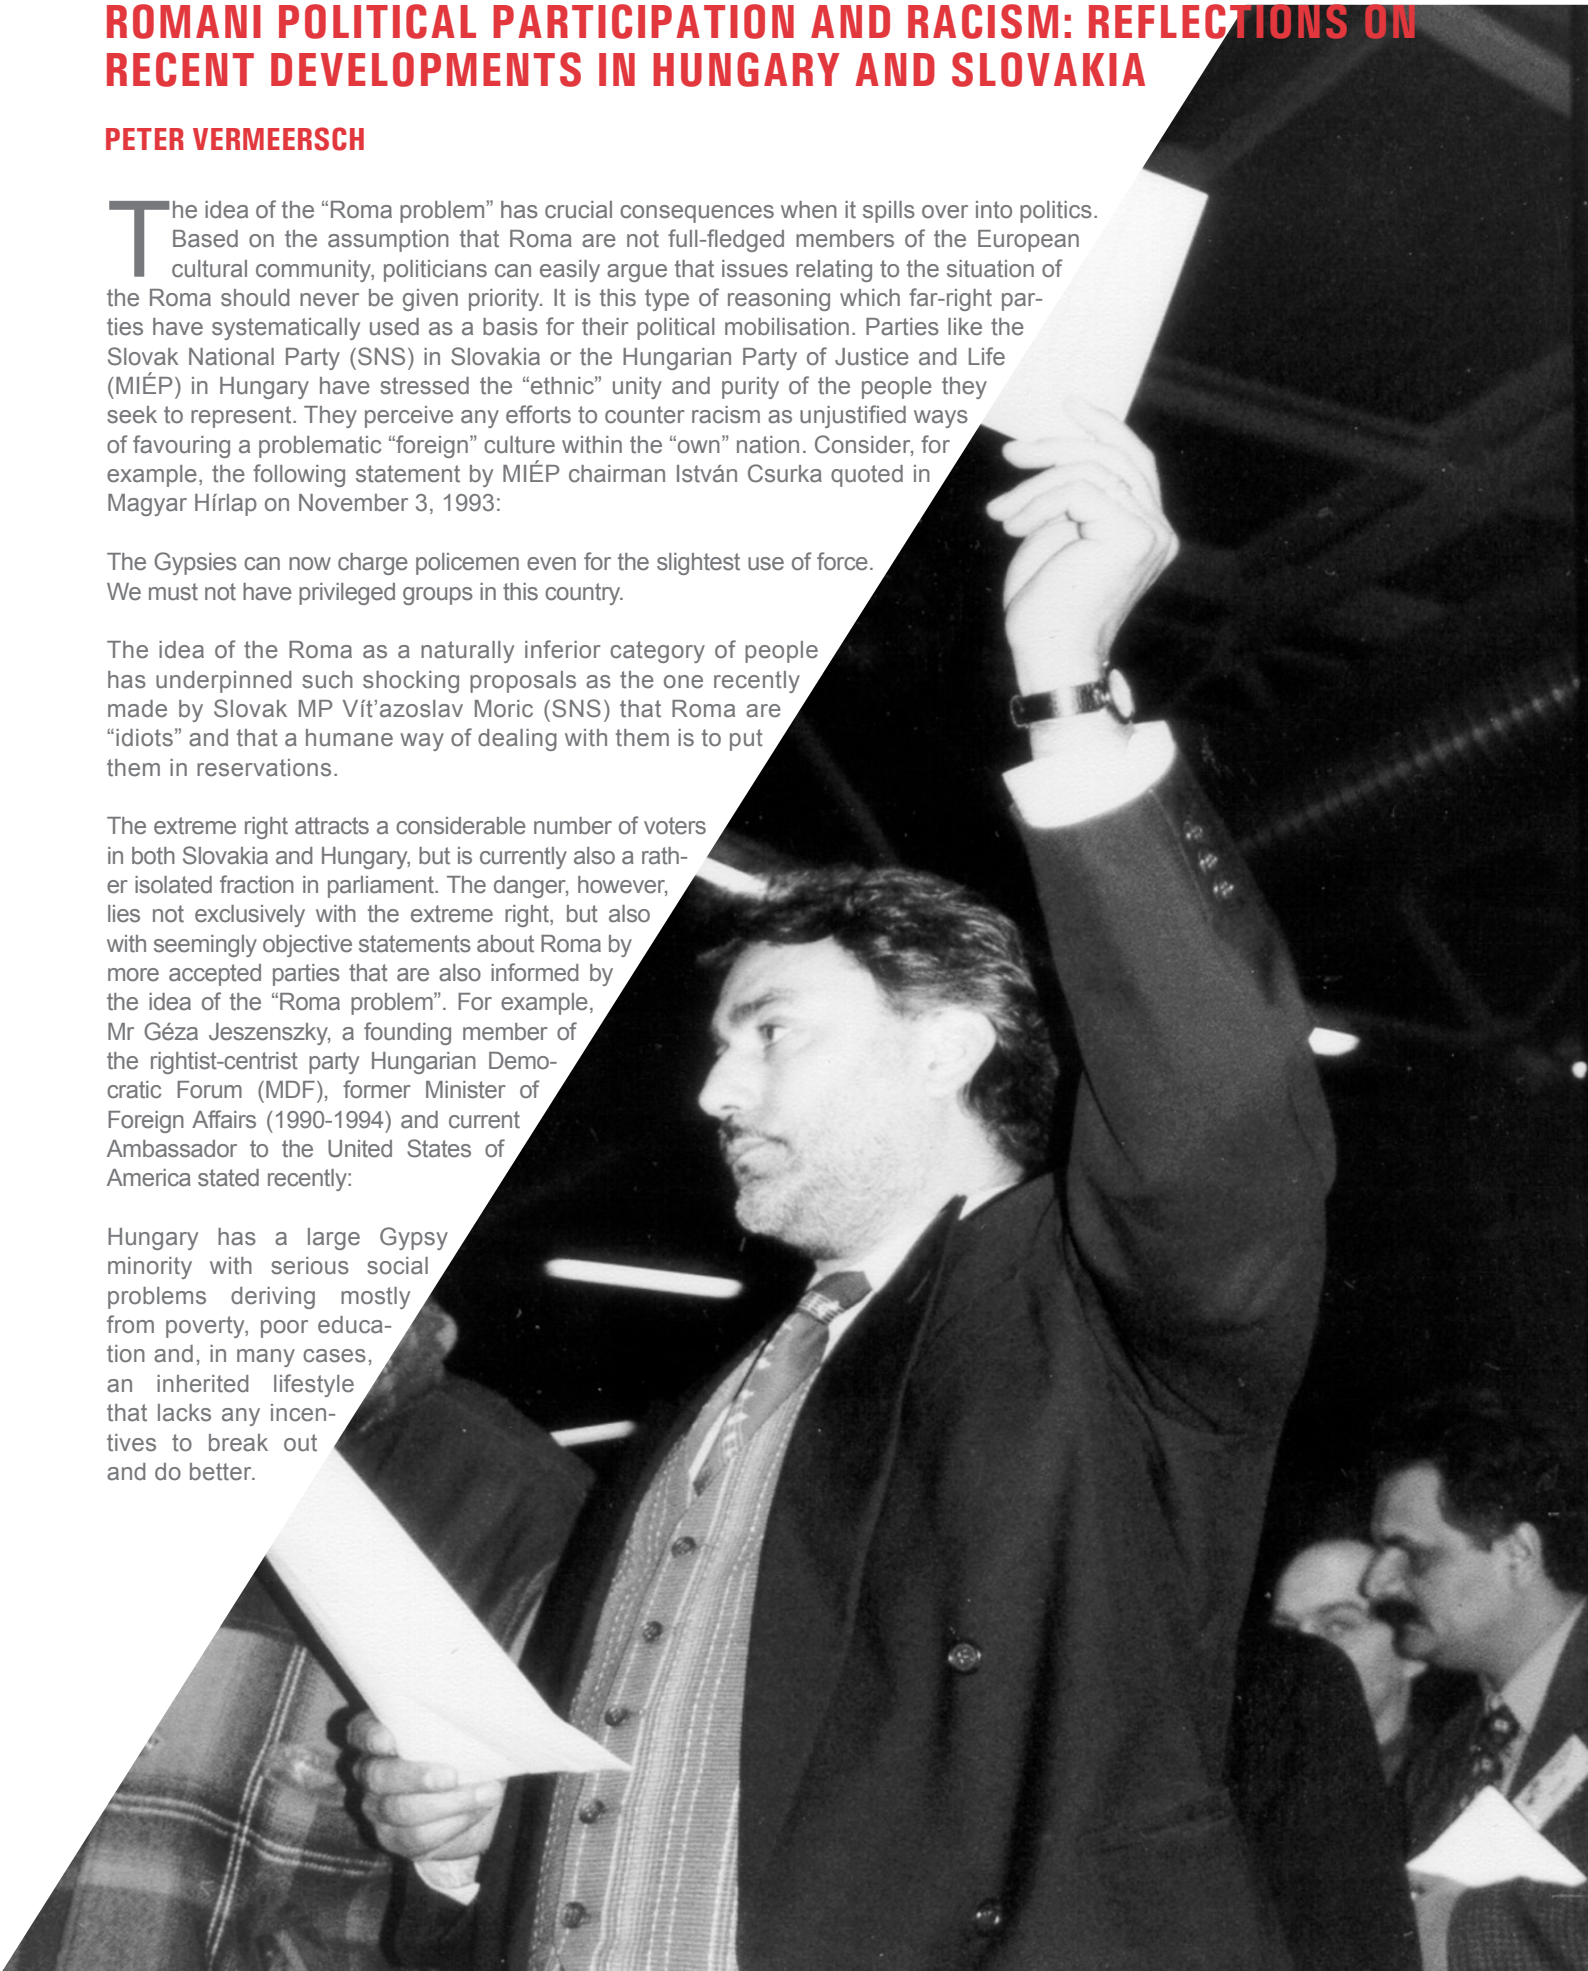 ROMANI POLITICAL PARTICIPATION AND RACISM: REFLECTIONS ON
RECENT DEVELOPMENTS IN HUNGARY AND SLOVAKIA
PETER VERMEERSCH
The idea of the “Roma problem” has crucial consequences when it spills over into politics.
Based on the assumption that Roma are not full-fledged members of the European
cultural community, politicians can easily argue that issues relating to the situation of
the Roma should never be given priority. It is this type of reasoning which far-right par-
ties have systematically used as a basis for their political mobilisation. Parties like the
Slovak National Party (SNS) in Slovakia or the Hungarian Party of Justice and Life
(MIÉP) in Hungary have stressed the “ethnic” unity and purity of the people they
seek to represent. They perceive any efforts to counter racism as unjustified ways
of favouring a problematic “foreign” culture within the “own” nation. Consider, for
example, the following statement by MIÉP chairman István Csurka quoted in
Magyar Hírlap on November 3, 1993:
The Gypsies can now charge policemen even for the slightest use of force.
We must not have privileged groups in this country.
The idea of the Roma as a naturally inferior category of people
has underpinned such shocking proposals as the one recently
made by Slovak MP Vít’azoslav Moric (SNS) that Roma are
“idiots” and that a humane way of dealing with them is to put
them in reservations.
The extreme right attracts a considerable number of voters
in both Slovakia and Hungary, but is currently also a rath-
er isolated fraction in parliament. The danger, however,
lies not exclusively with the extreme right, but also
with seemingly objective statements about Roma by
more accepted parties that are also informed by
the idea of the “Roma problem”. For example,
Mr Géza Jeszenszky, a founding member of
the rightist-centrist party Hungarian Demo-
cratic Forum (MDF), former Minister of
Foreign Affairs (1990-1994) and current
Ambassador to the United States of
America stated recently:
Hungary has a large Gypsy
minority with serious social
problems deriving mostly
from poverty, poor educa-
tion and, in many cases,
an inherited lifestyle
that lacks any incen-
tives to break out
and do better.